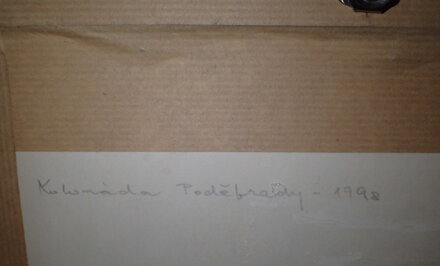 Kolonáda Poděbrady - 1998